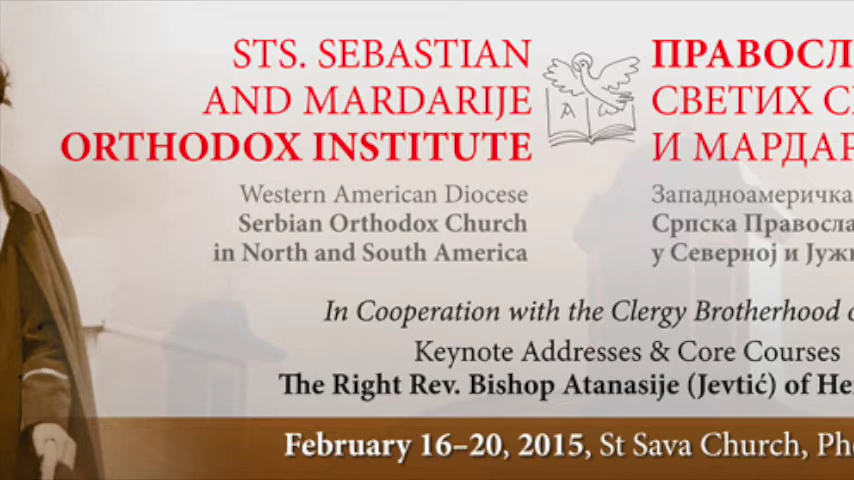 STS. SEBASTIAN
AND MARDARIJE
ORTHODOX INSTITUTE
Western American Diocese
Serbian Orthodox Church
in North and South America
A Ω
ПРАВОСЛ
СВЕТИХ С
И МАРДАР
Западноамеричка
Српска Правосла
у Северној и Јужн
In Cooperation with the Clergy Brotherhood
Keynote Addresses & Core Courses
The Right Rev. Bishop Atanasije (Jevtić) of He
February 16–20, 2015, St Sava Church, Pho